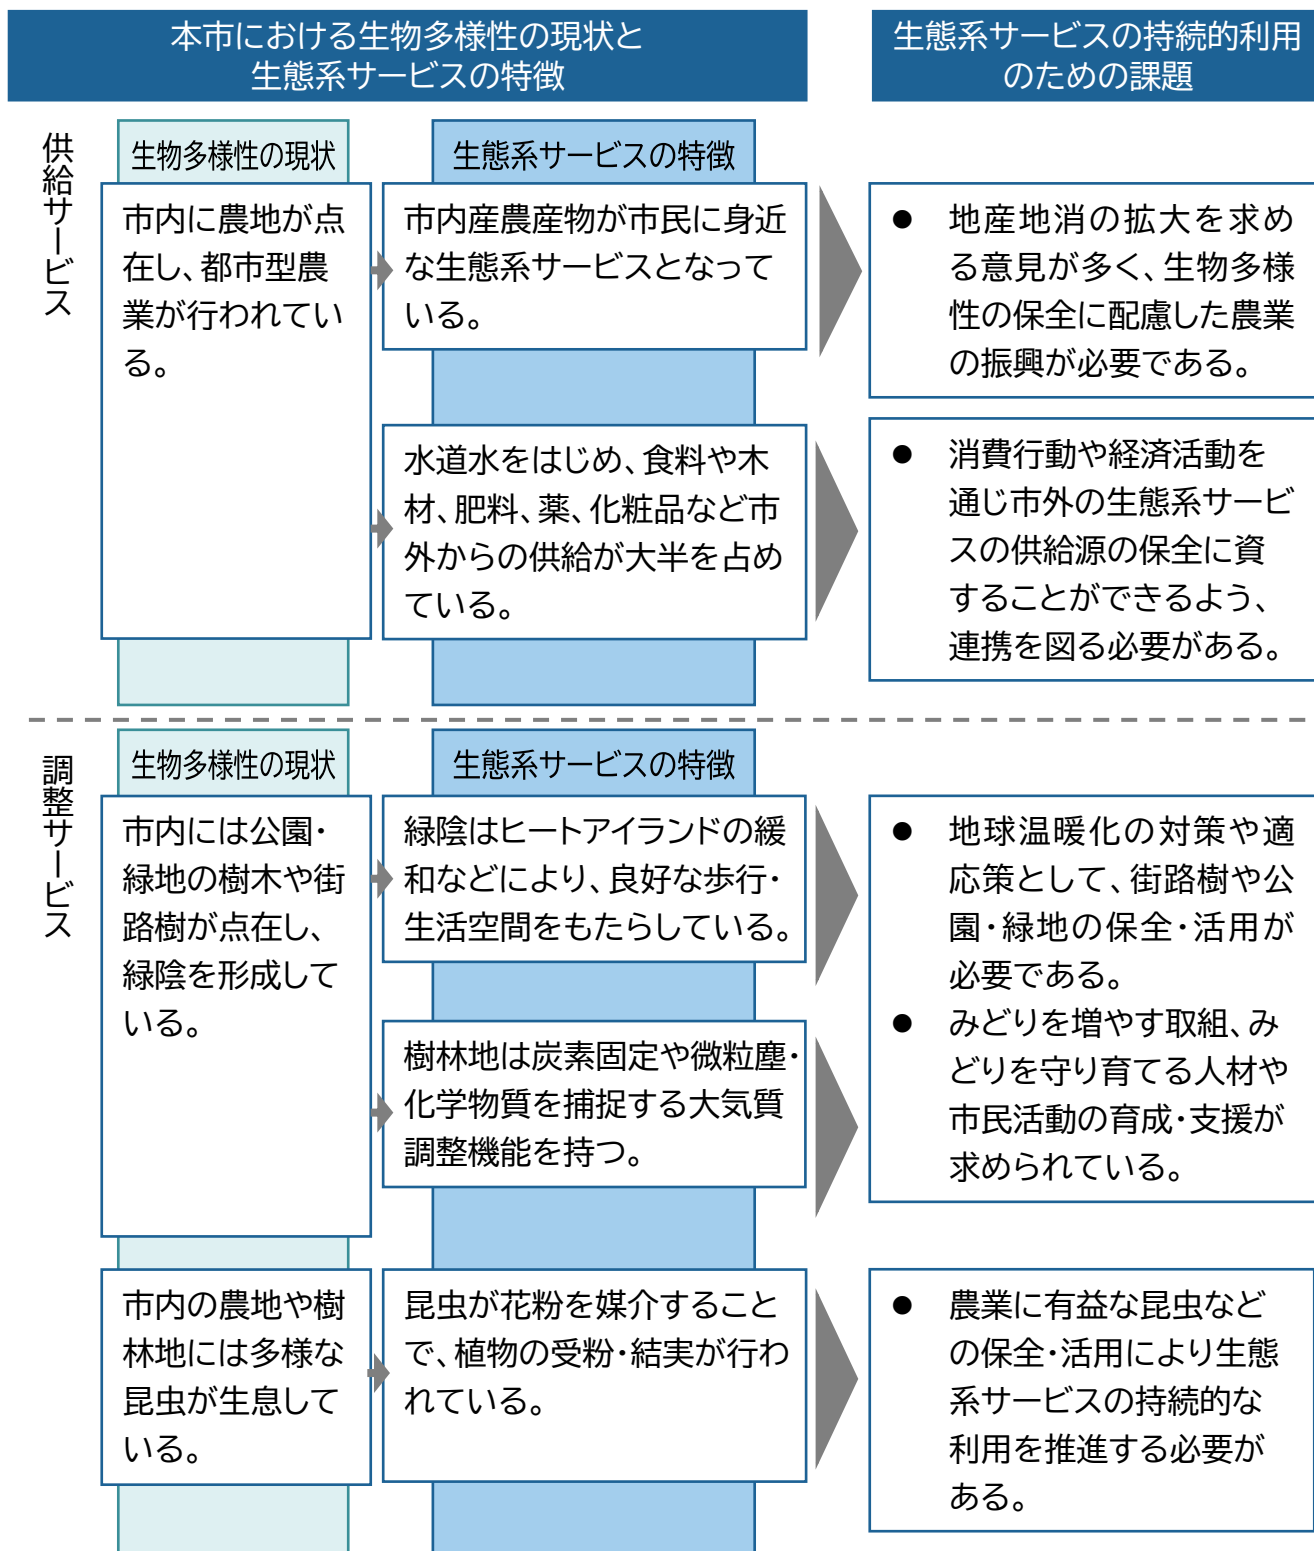 本市における生物多様性の現状と
生態系サービスの特徴
生態系サービスの持続的利用
のための課題
供給サービス
生物多様性の現状
生態系サービスの特徴
市内に農地が点
在し、都市型農
業が行われてい
る。
市内産農産物が市民に身近
な生態系サービスとなって
いる。
● 地産地消の拡大を求め
る意見が多く、生物多様
性の保全に配慮した農業
の振興が必要である。
水道水をはじめ、食料や木
材、肥料、薬、化粧品など市
外からの供給が大半を占め
ている。
● 消費行動や経済活動を
通じ市外の生態系サービ
スの供給源の保全に資
することができるよう、
連携を図る必要がある。
調整サービス
生物多様性の現状
生態系サービスの特徴
市内には公園・
緑地の樹木や街
路樹が点在し、
緑陰を形成して
いる。
緑陰はヒートアイランドの緩
和などにより、良好な歩行・
生活空間をもたらしている。
樹林地は炭素固定や微粒塵・
化学物質を捕捉する大気質
調整機能を持つ。
● 地球温暖化の対策や適
応策として、街路樹や公
園・緑地の保全・活用が
必要である。
● みどりを増やす取組、み
どりを守り育てる人材や
市民活動の育成・支援が
求められている。
市内の農地や樹
林地には多様な
昆虫が生息して
いる。
昆虫が花粉を媒介すること
で、植物の受粉・結実が行わ
れている。
● 農業に有益な昆虫など
の保全・活用により生態
系サービスの持続的な
利用を推進する必要が
ある。